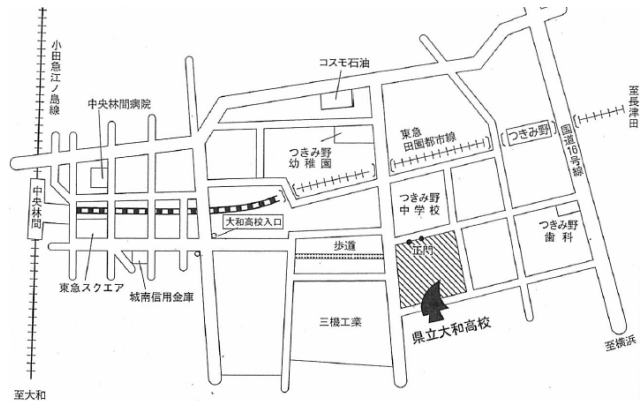 小田急江ノ島線
中央林間病院
コスモ石油
つきみ野
幼稚園
東急
田園都市線
つきみ野
国道16号線
至長津田
中央林間
大和高校入口
つきみ野
中学校
つきみ野
歯科
正門
歩道
東急スクエア
城南信用金庫
三機工業
県立大和高校
至大和
至横浜